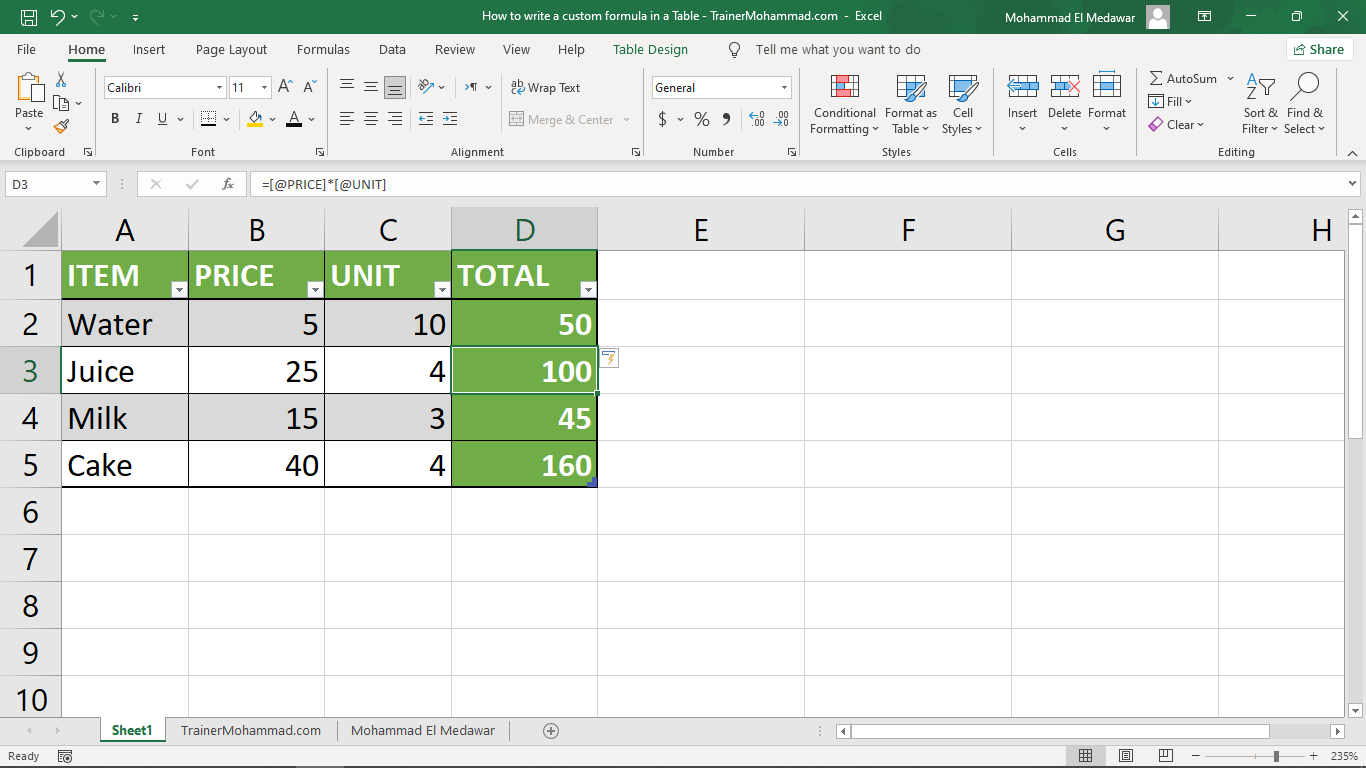 How to write a custom formula in a Table - TrainerMohammad.com - Excel
Mohammad El Medawar
File Home Insert Page Layout Formulas Data Review View Help Table Design Tell me what you want to do Share
Paste
Clipboard
Calibri 11
B I U A
Font
ab Wrap Text
Merge & Center
Alignment
General
$ % 9
Number
Conditional Formatting
Format as Table
Cell Styles
Styles
Insert Delete Format
Cells
AutoSum
Fill
Clear
Sort & Filter
Find & Select
Editing
D3 fx =[@PRICE]*[@UNIT]
A B C D E F G H
1 ITEM PRICE UNIT TOTAL
2 Water 5 10 50
3 Juice 25 4 100
4 Milk 15 3 45
5 Cake 40 4 160
6
7
8
9
10
Sheet1 TrainerMohammad.com Mohammad El Medawar
Ready 235%